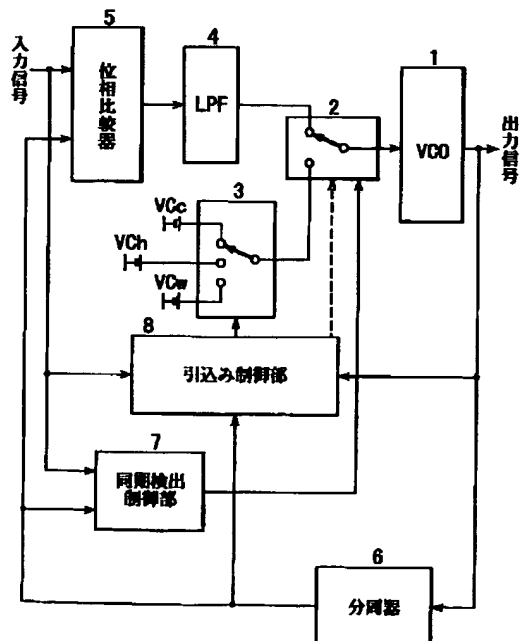 5
入力信号
位相比較器
4
LPF
2
1
VCO
出力信号
3
VCc
VCh
VCw
8
引込み制御部
7
同期検出
制御部
6
分周器